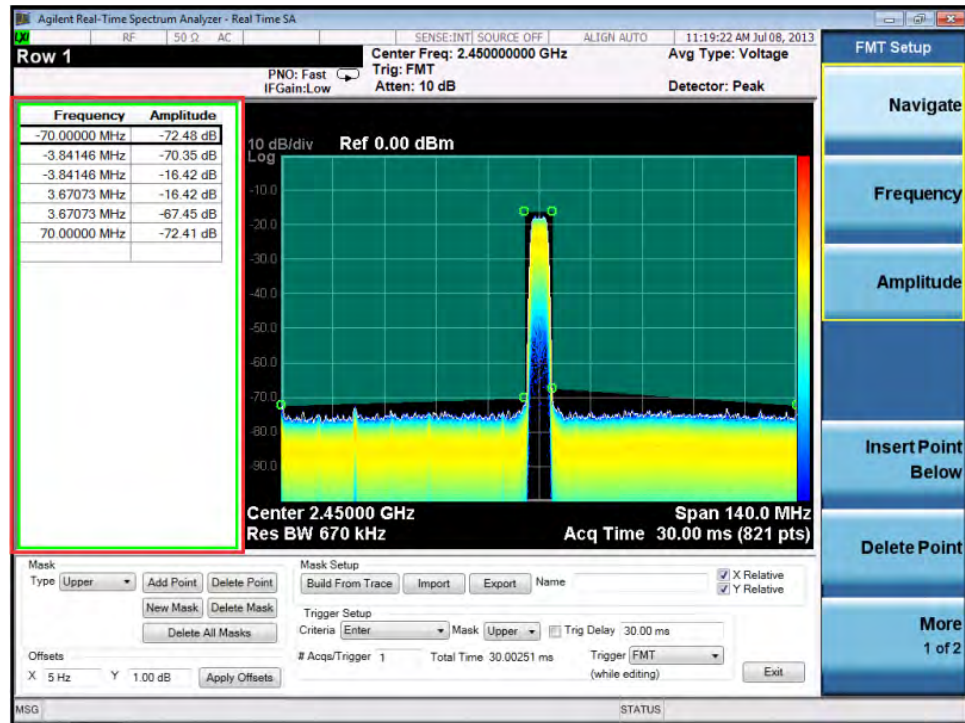 Agilent Real-Time Spectrum Analyzer - Real Time SA
LXI RF 50 Ω AC SENSE:INT SOURCE OFF ALIGN AUTO 11:19:22 AM Jul 08, 2013
Row 1
Center Freq: 2.450000000 GHz
Avg Type: Voltage
PNO: Fast
Trig: FMT
IFGain:Low
Atten: 10 dB
Detector: Peak
Frequency Amplitude
-70.00000 MHz -72.48 dB
-3.84146 MHz -70.35 dB
-3.84146 MHz -16.42 dB
3.67073 MHz -16.42 dB
3.67073 MHz -67.45 dB
70.00000 MHz -72.41 dB
10 dB/div Ref 0.00 dBm
Log
-10.0
-20.0
-30.0
-40.0
-50.0
-60.0
-70.0
-80.0
-90.0
Center 2.45000 GHz Span 140.0 MHz
Res BW 670 kHz Acq Time 30.00 ms (821 pts)
FMT Setup
Navigate
Frequency
Amplitude
Insert Point
Below
Delete Point
More
1 of 2
Mask
Type Upper Add Point Delete Point
New Mask Delete Mask
Delete All Masks
Offsets
X 5 Hz Y 1.00 dB Apply Offsets
Mask Setup
Build From Trace Import Export Name X Relative
Y Relative
Trigger Setup
Criteria Enter Mask Upper Trig Delay 30.00 ms
# Acqs/Trigger 1 Total Time 30.00251 ms Trigger FMT
(while editing)
Exit
MSG STATUS